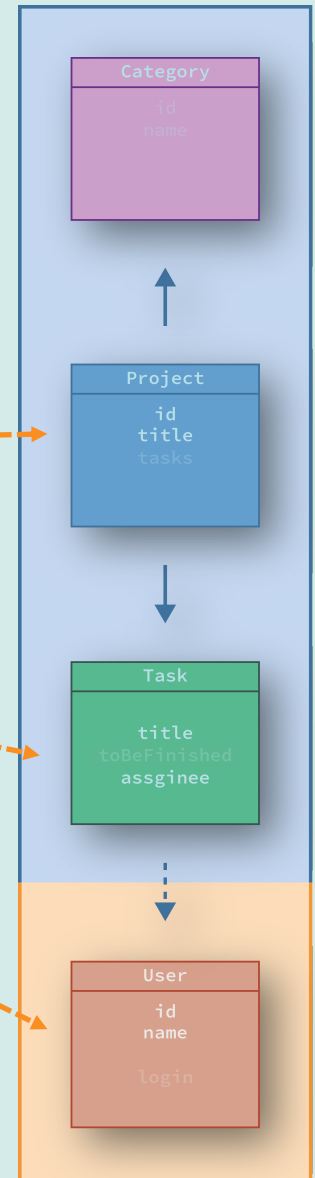 Category
id
name
Project
id
title
tasks
Task
title
toBeFinished
assginee
User
id
name
login